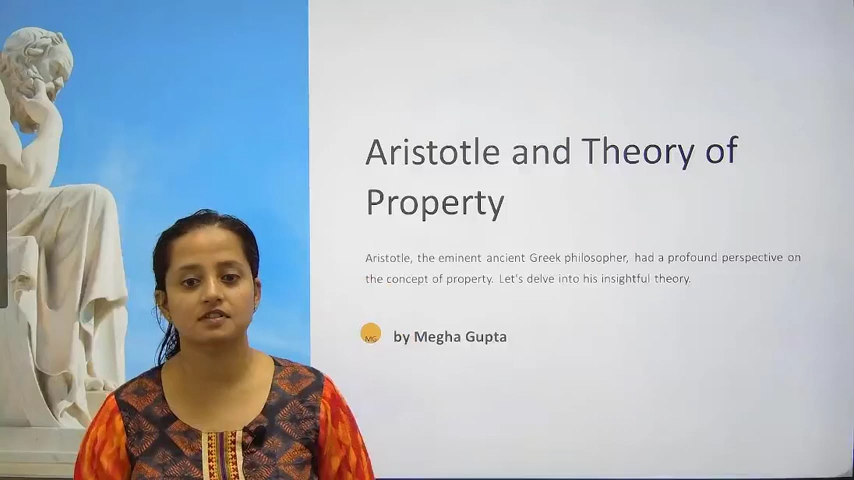 Aristotle and Theory of
Property
Aristotle, the eminent ancient Greek philosopher, had a profound perspective on
the concept of property. Let's delve into his insightful theory.
MG
by Megha Gupta